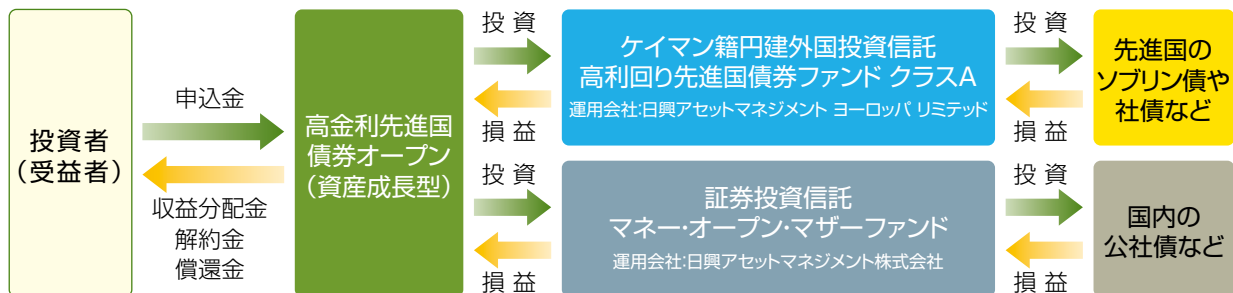 投資者
（受益者）
申込金
収益分配金
解約金
償還金
高金利先進国
債券オープン
（資産成長型）
投 資
損 益
ケイマン籍円建外国投資信託
高利回り先進国債券ファンド クラスA
運用会社:日興アセットマネジメント ヨーロッパ リミテッド
投 資
損 益
先進国の
ソブリン債や
社債など
投 資
損 益
証券投資信託
マネー・オープン・マザーファンド
運用会社:日興アセットマネジメント株式会社
投 資
損 益
国内の
公社債など